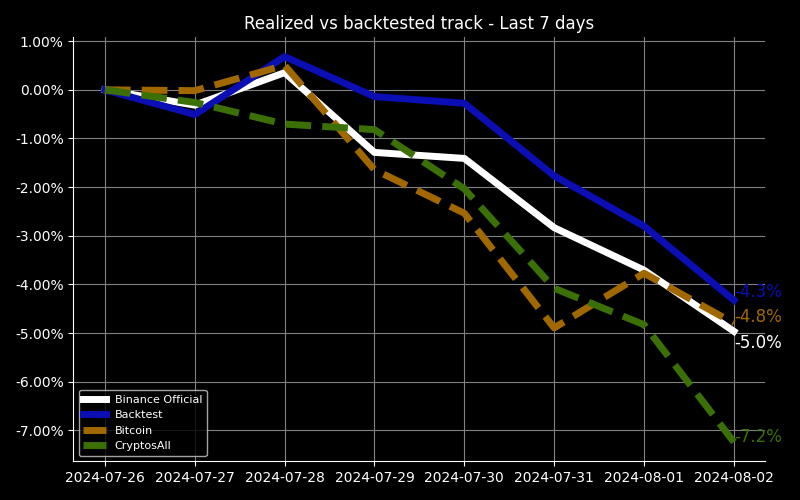 Realized vs backtested track - Last 7 days
1.00%
0.00%
-1.00%
-2.00%
-3.00%
-4.00%
-5.00%
-6.00%
-7.00%
-4.3%
-4.8%
-5.0%
-7.2%
Binance Official
Backtest
Bitcoin
CryptosAll
2024-07-26 2024-07-27 2024-07-28 2024-07-29 2024-07-30 2024-07-31 2024-08-01 2024-08-02